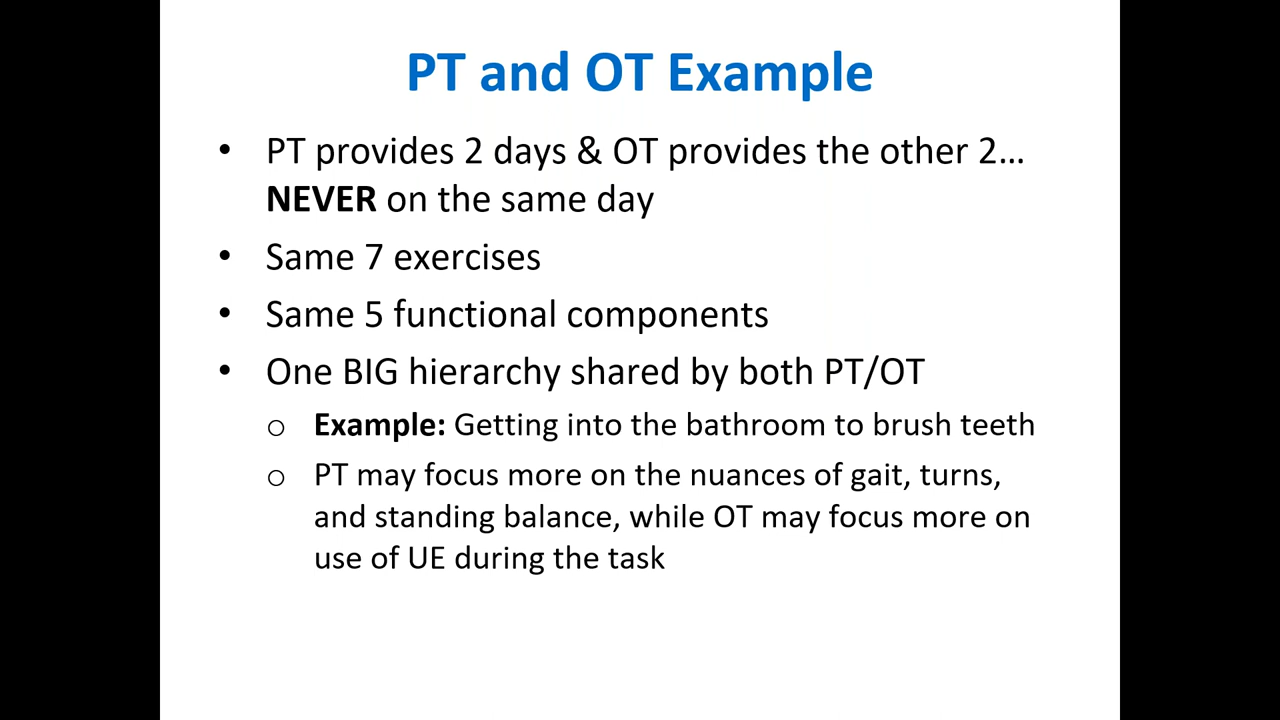 PT and OT Example
• PT provides 2 days & OT provides the other 2…
NEVER on the same day
• Same 7 exercises
• Same 5 functional components
• One BIG hierarchy shared by both PT/OT
o Example: Getting into the bathroom to brush teeth
o PT may focus more on the nuances of gait, turns,
and standing balance, while OT may focus more on
use of UE during the task